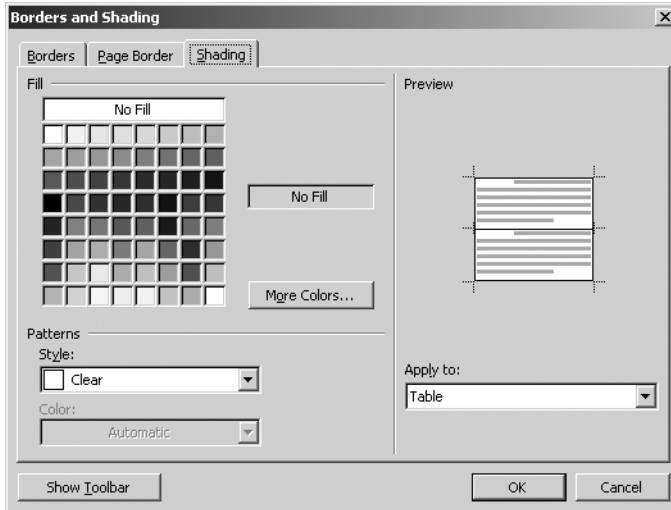 Borders and Shading
Borders
Page Border
Shading
Fill
No Fill
No Fill
More Colors...
Patterns
Style:
Clear
Color:
Automatic
Preview
Apply to:
Table
Show Toolbar
OK
Cancel